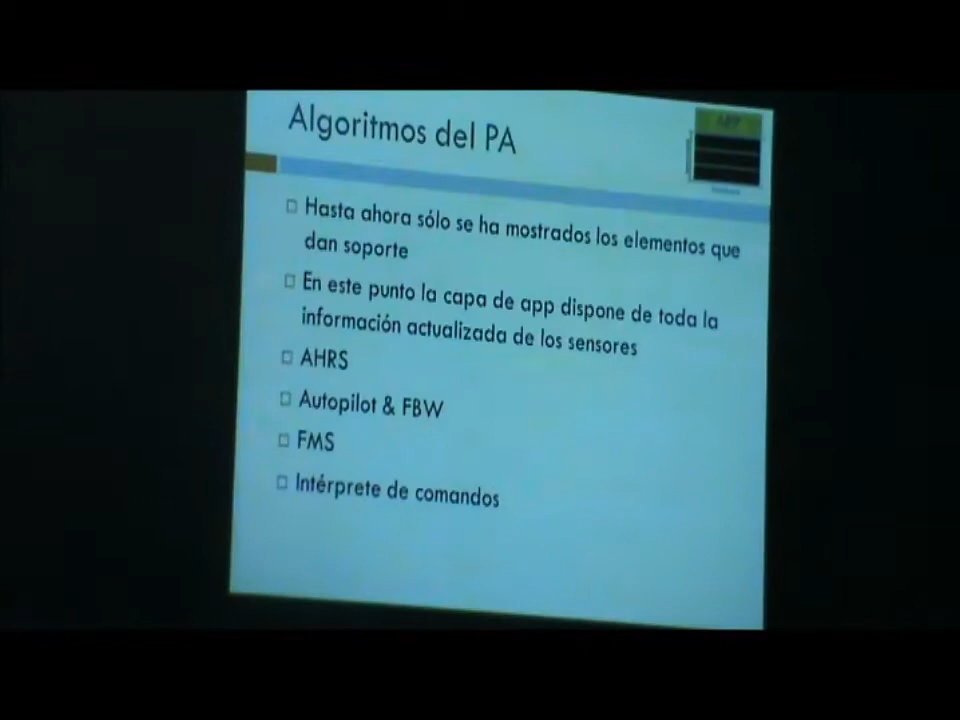 Algoritmos del PA
APP
Hasta ahora sólo se ha mostrados los elementos que
dan soporte
En este punto la capa de app dispone de toda la
información actualizada de los sensores
AHRS
Autopilot & FBW
FMS
Intérprete de comandos